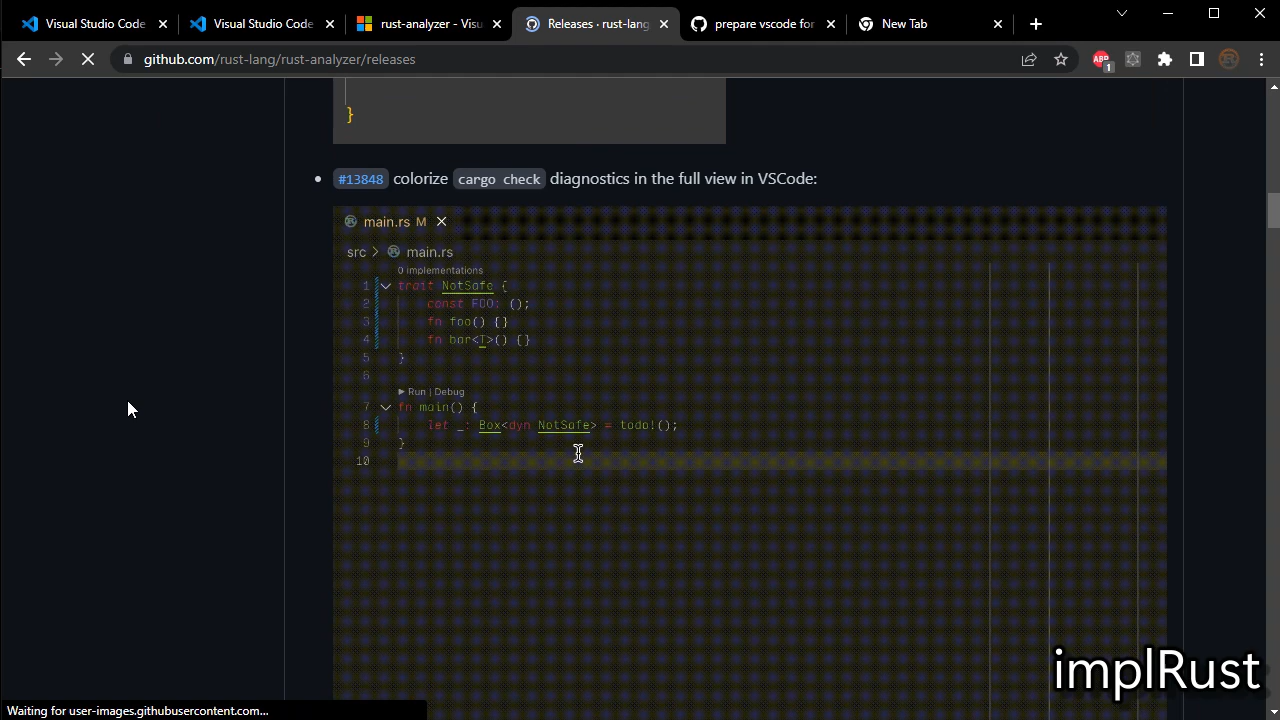 Visual Studio Code
Visual Studio Code
rust-analyzer - Visu
Releases · rust-lang
prepare vscode for
New Tab
github.com/rust-lang/rust-analyzer/releases
ABP
1
}
#13848 colorize cargo check diagnostics in the full view in VSCode:
main.rs M
src > main.rs
0 implementations
1 trait NotSafe {
2 const FOO: ();
3 fn foo() {}
4 fn bar<T>() {}
5 }
6
Run | Debug
7 fn main() {
8 let _: Box<dyn NotSafe> = todo!();
9 }
10
implRust
Waiting for user-images.githubusercontent.com...